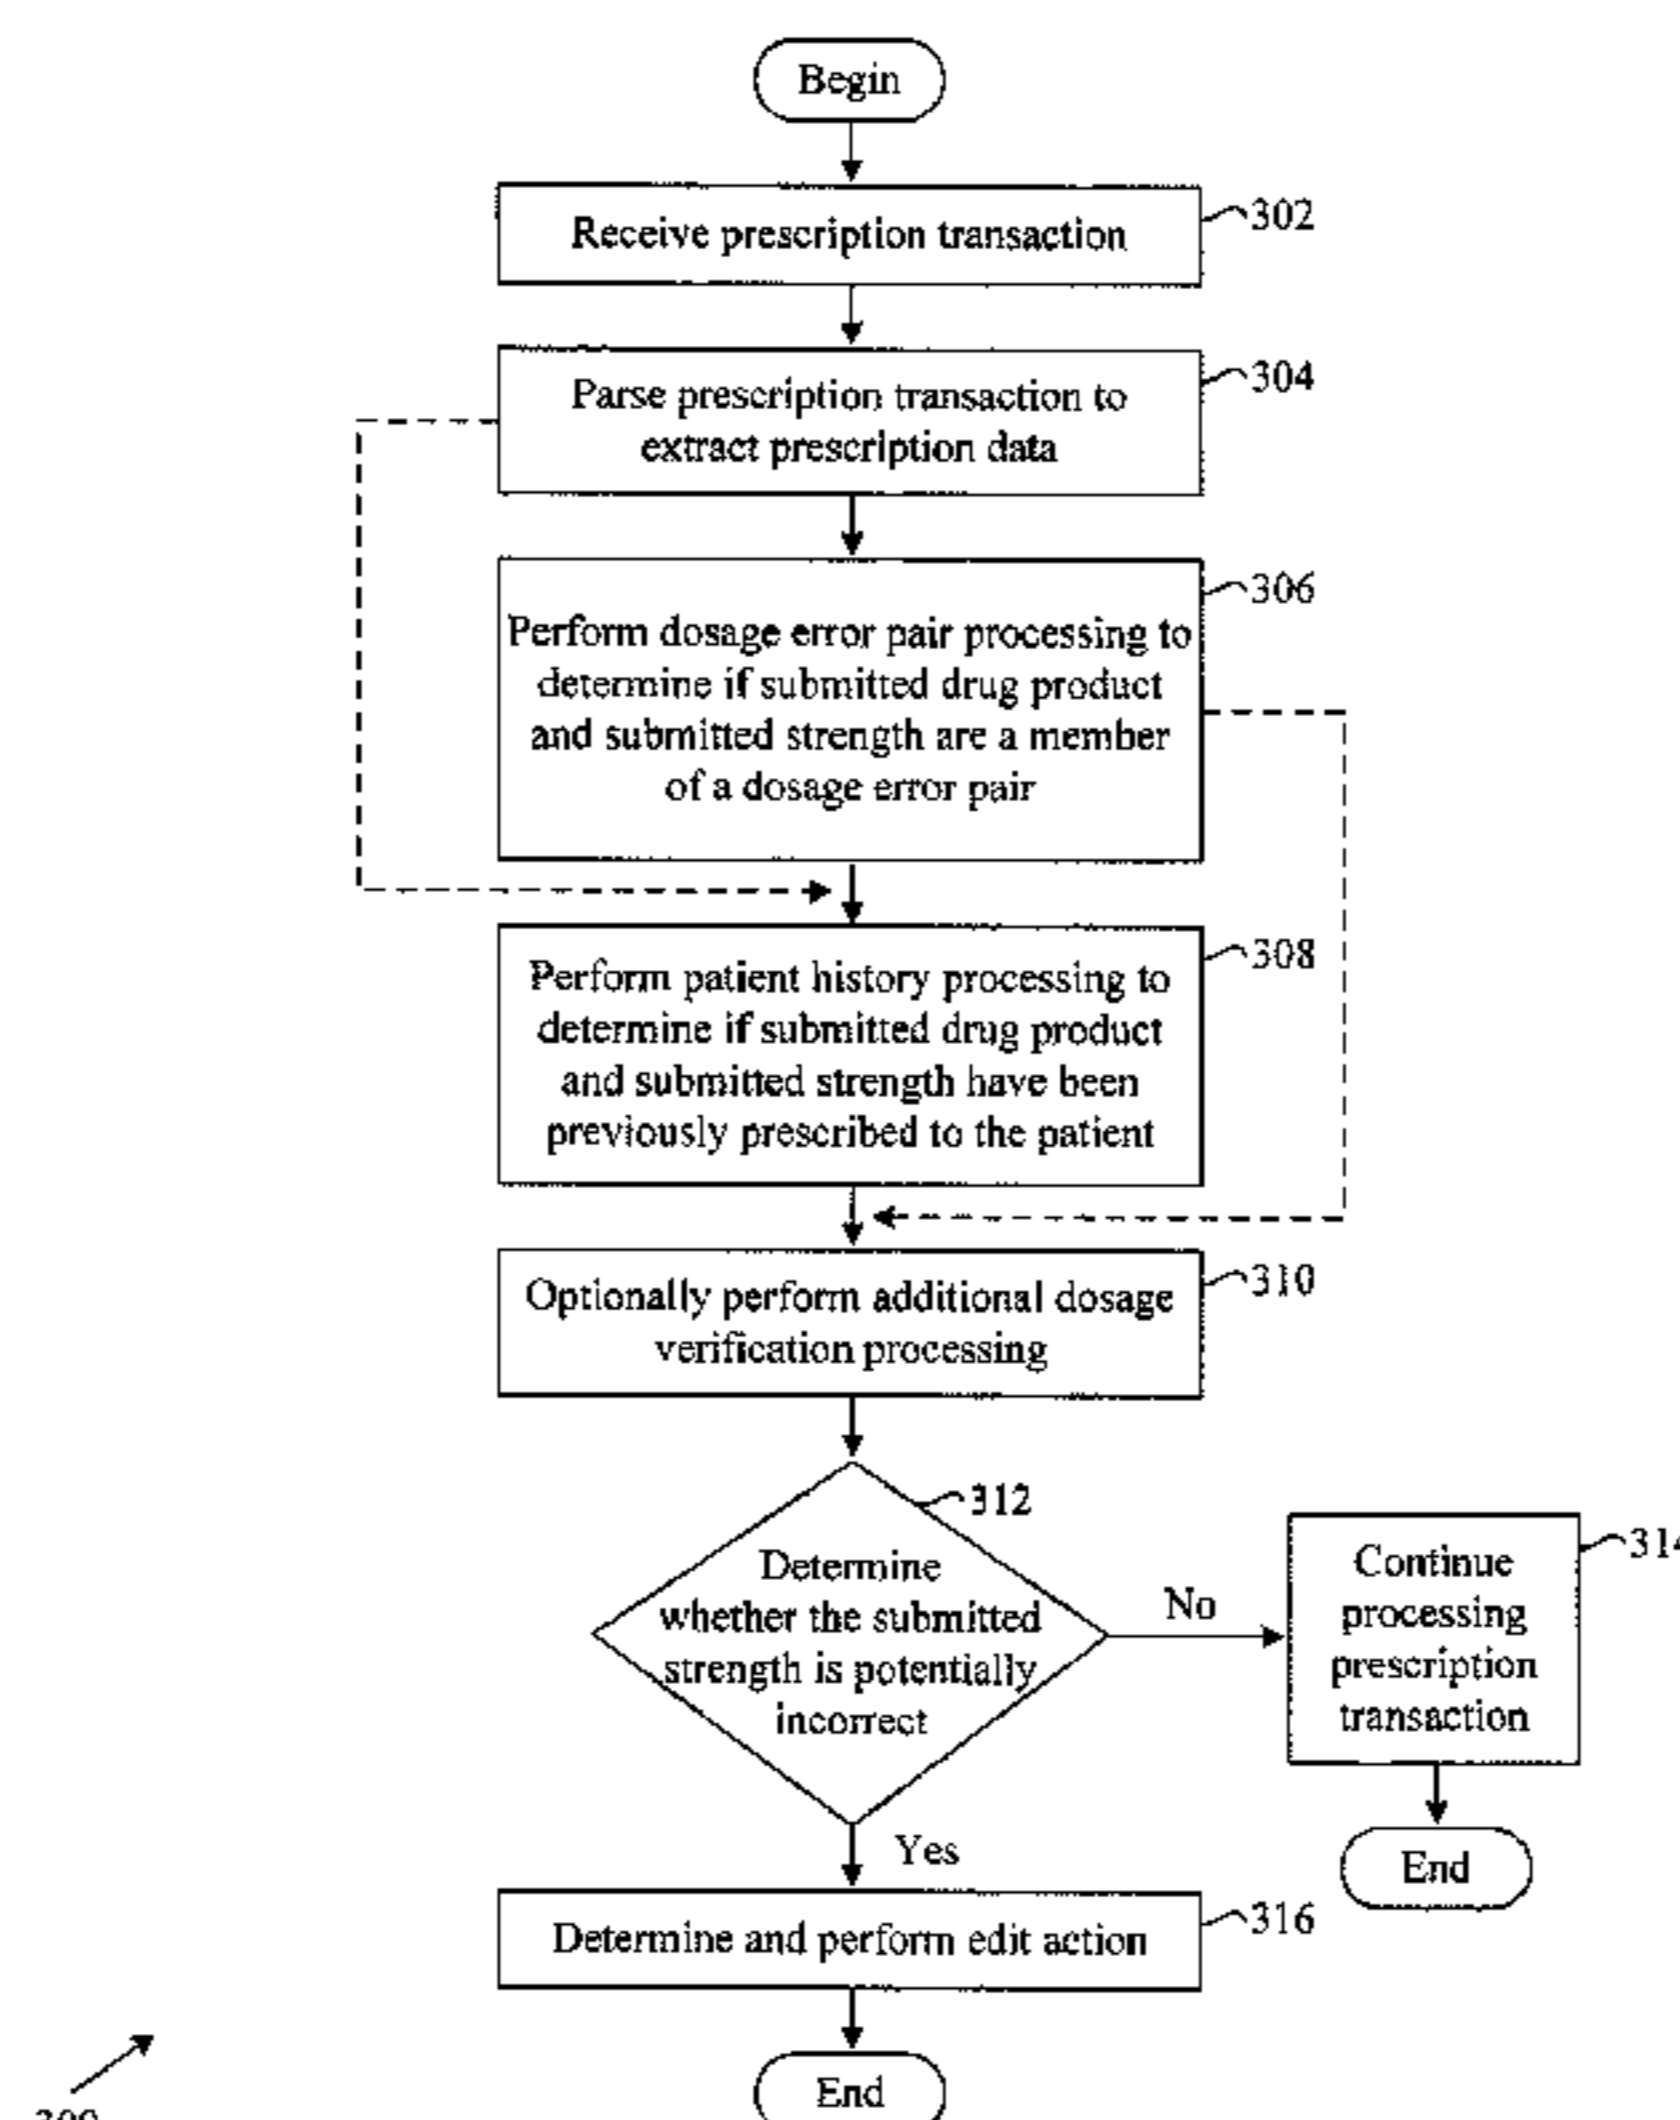 Begin
Receive prescription transaction
302
Parse prescription transaction to
extract prescription data
304
Perform dosage error pair processing to
determine if submitted drug product
and submitted strength are a member
of a dosage error pair
306
Perform patient history processing to
determine if submitted drug product
and submitted strength have been
previously prescribed to the patient
308
Optionally perform additional dosage
verification processing
310
312
Determine
whether the submitted
strength is potentially
incorrect
No
Continue
processing
prescription
transaction
314
End
Yes
Determine and perform edit action
316
End